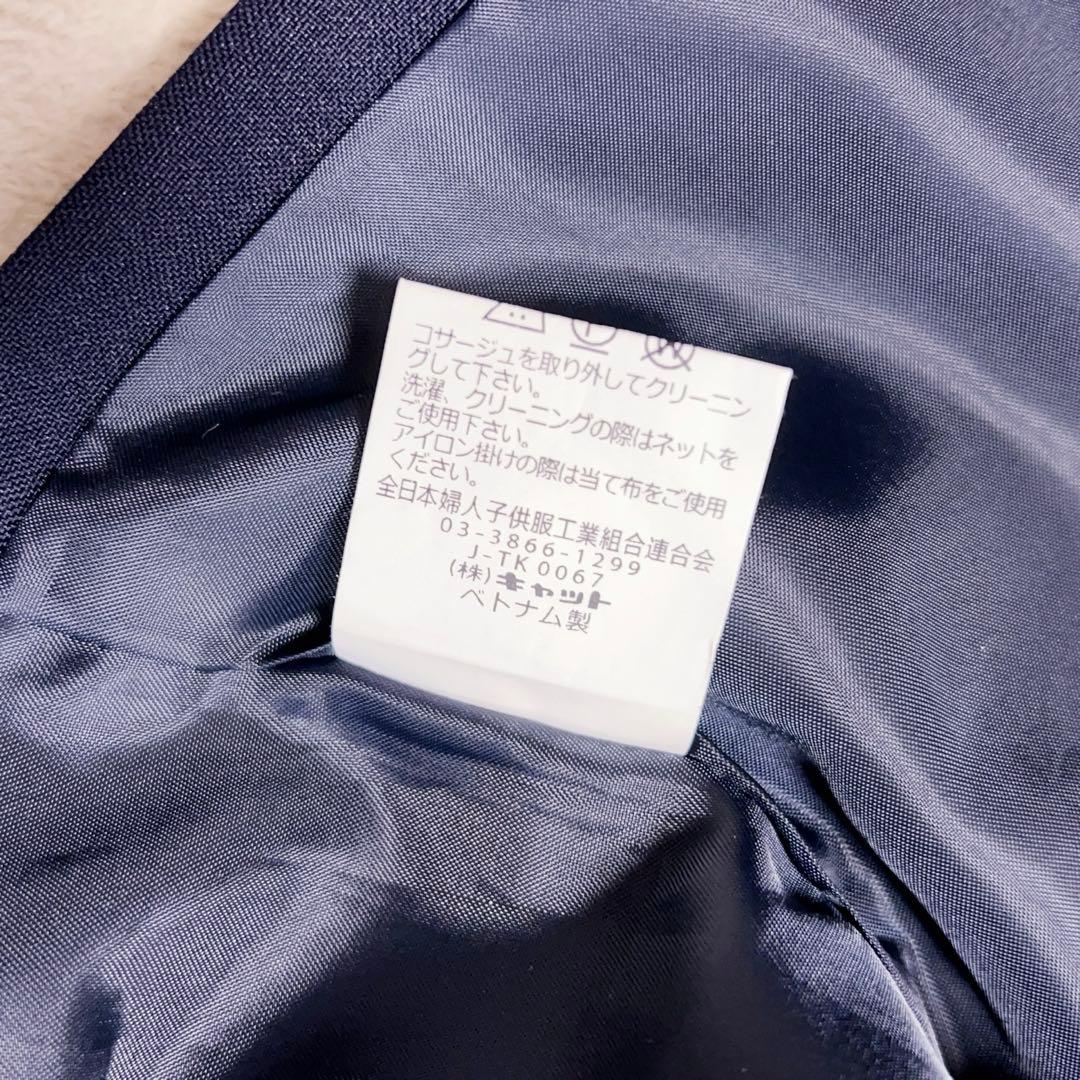 コサージュを取り外してクリーニン
グして下さい。
洗濯、クリーニングの際はネットを
ご使用下さい。
アイロン掛けの際は当て布をご使用
ください。
全日本婦人子供服工業組合連合会
03-3866-1299
J-TK0067
(株)キャット
ベトナム製